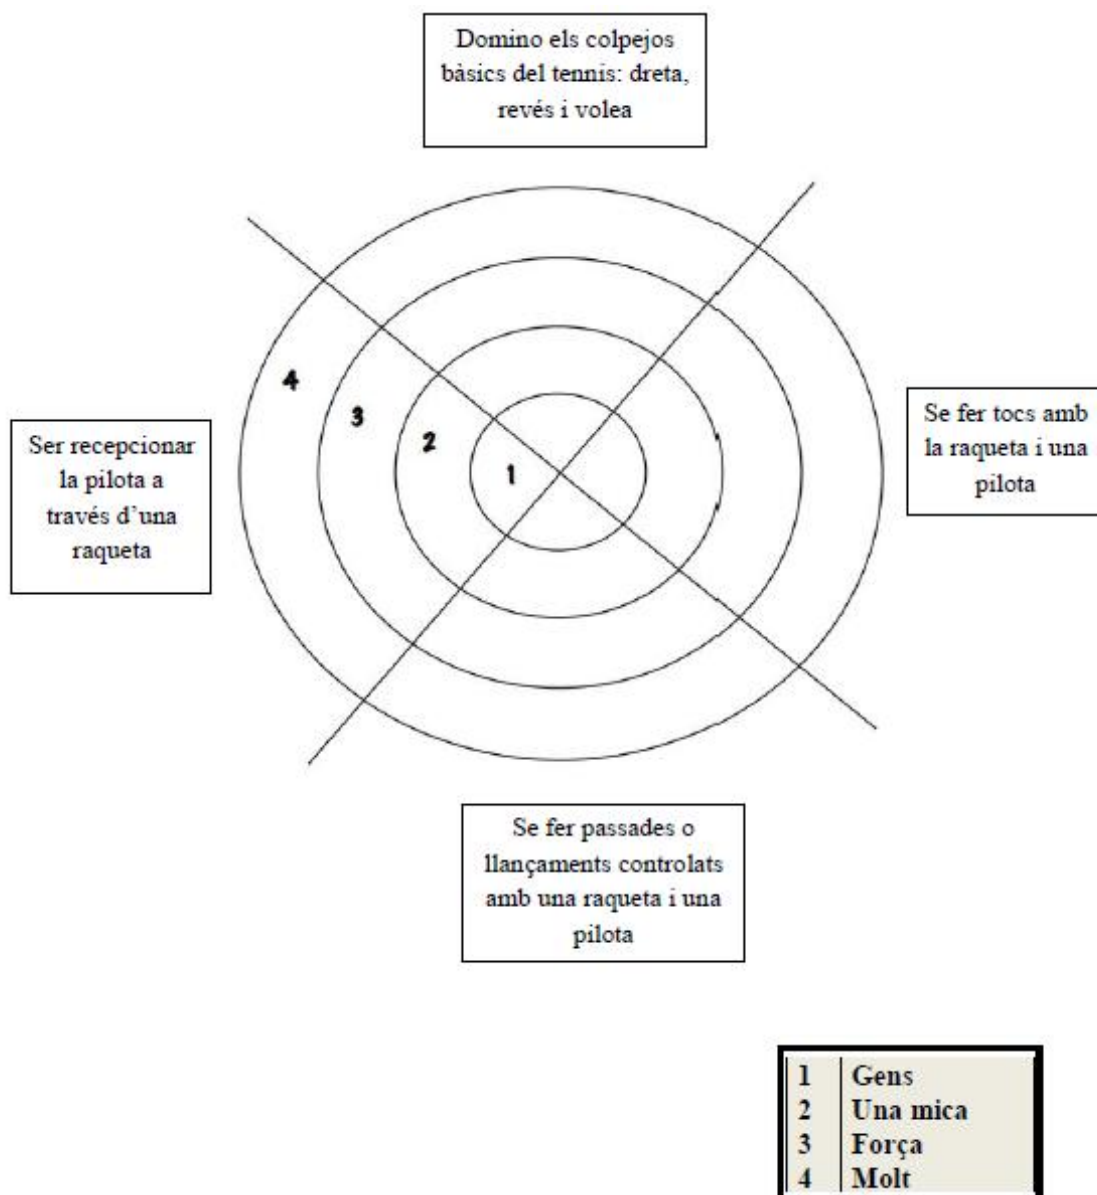 Domino els colpejos
bàsics del tennis: dreta,
revés i volea
4
3
2
1
Ser recepcionar
la pilota a
través d'una
raqueta
Se fer tocs amb
la raqueta i una
pilota
Se fer passades o
llançaments controlats
amb una raqueta i una
pilota
1 Gens
2 Una mica
3 Força
4 Molt